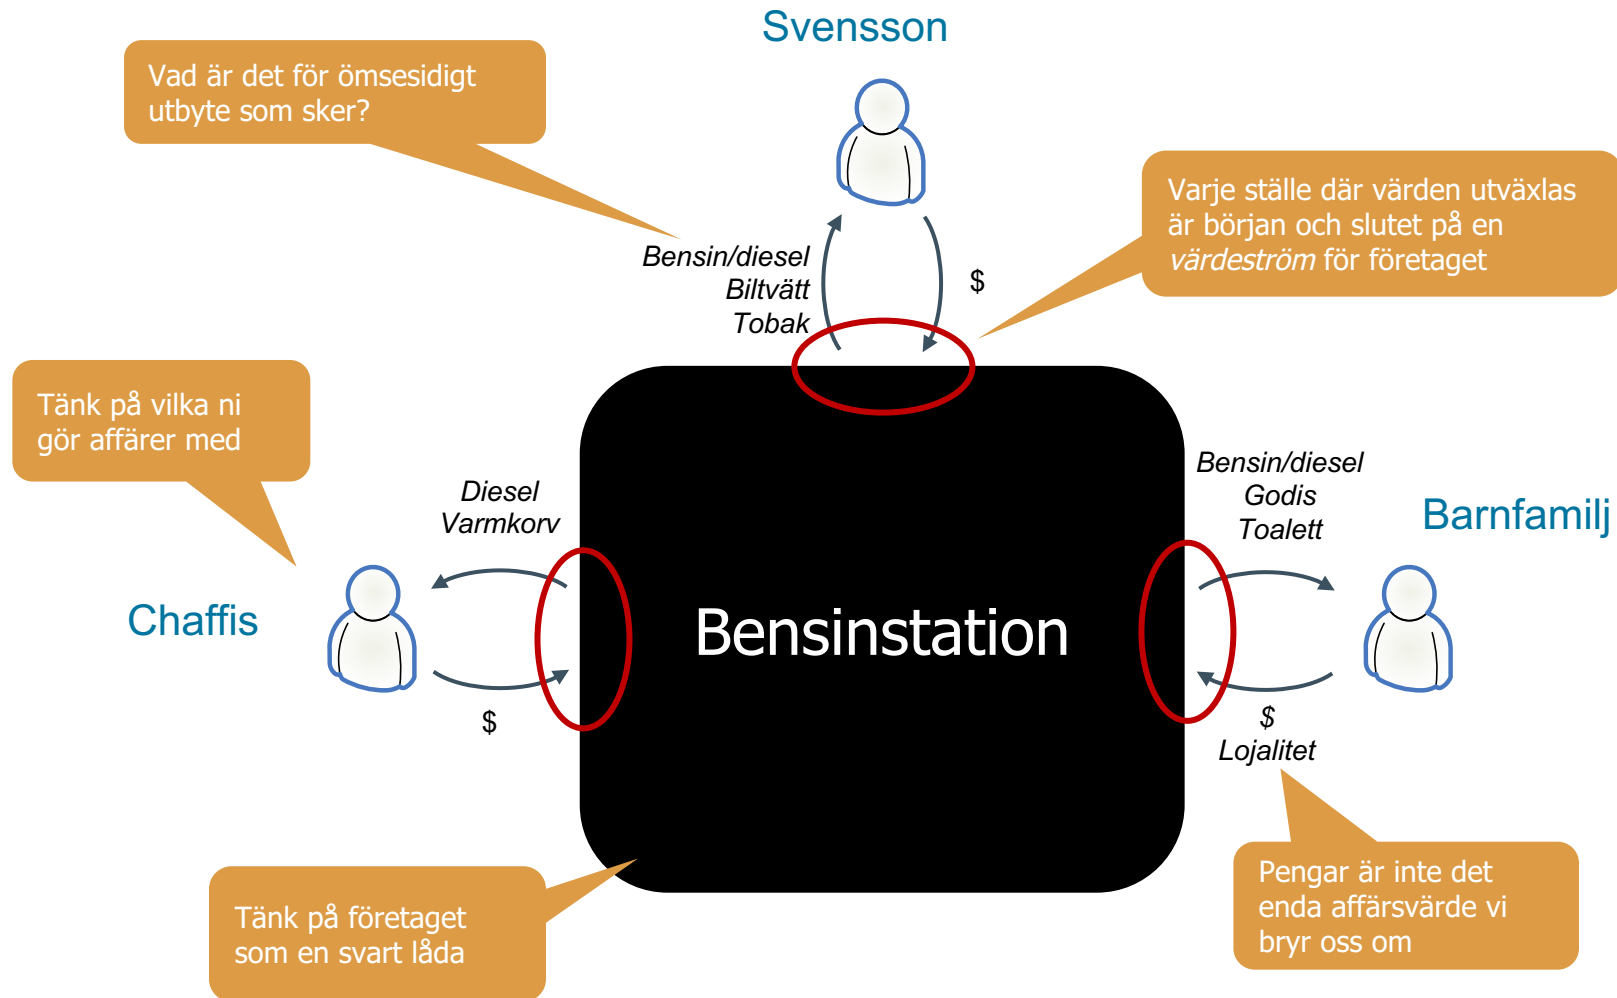 Svensson
Vad är det för ömsesidigt
utbyte som sker?
Varje ställe där värden utväxlas
är början och slutet på en
värdeström för företaget
Bensin/diesel
Biltvätt
Tobak
$
Tänk på vilka ni
gör affärer med
Diesel
Varmkorv
Bensin/diesel
Godis
Toalett
Barnfamilj
Chaffis
Bensinstation
$
$
Lojalitet
Tänk på företaget
som en svart låda
Pengar är inte det
enda affärsvärde vi
bryr oss om